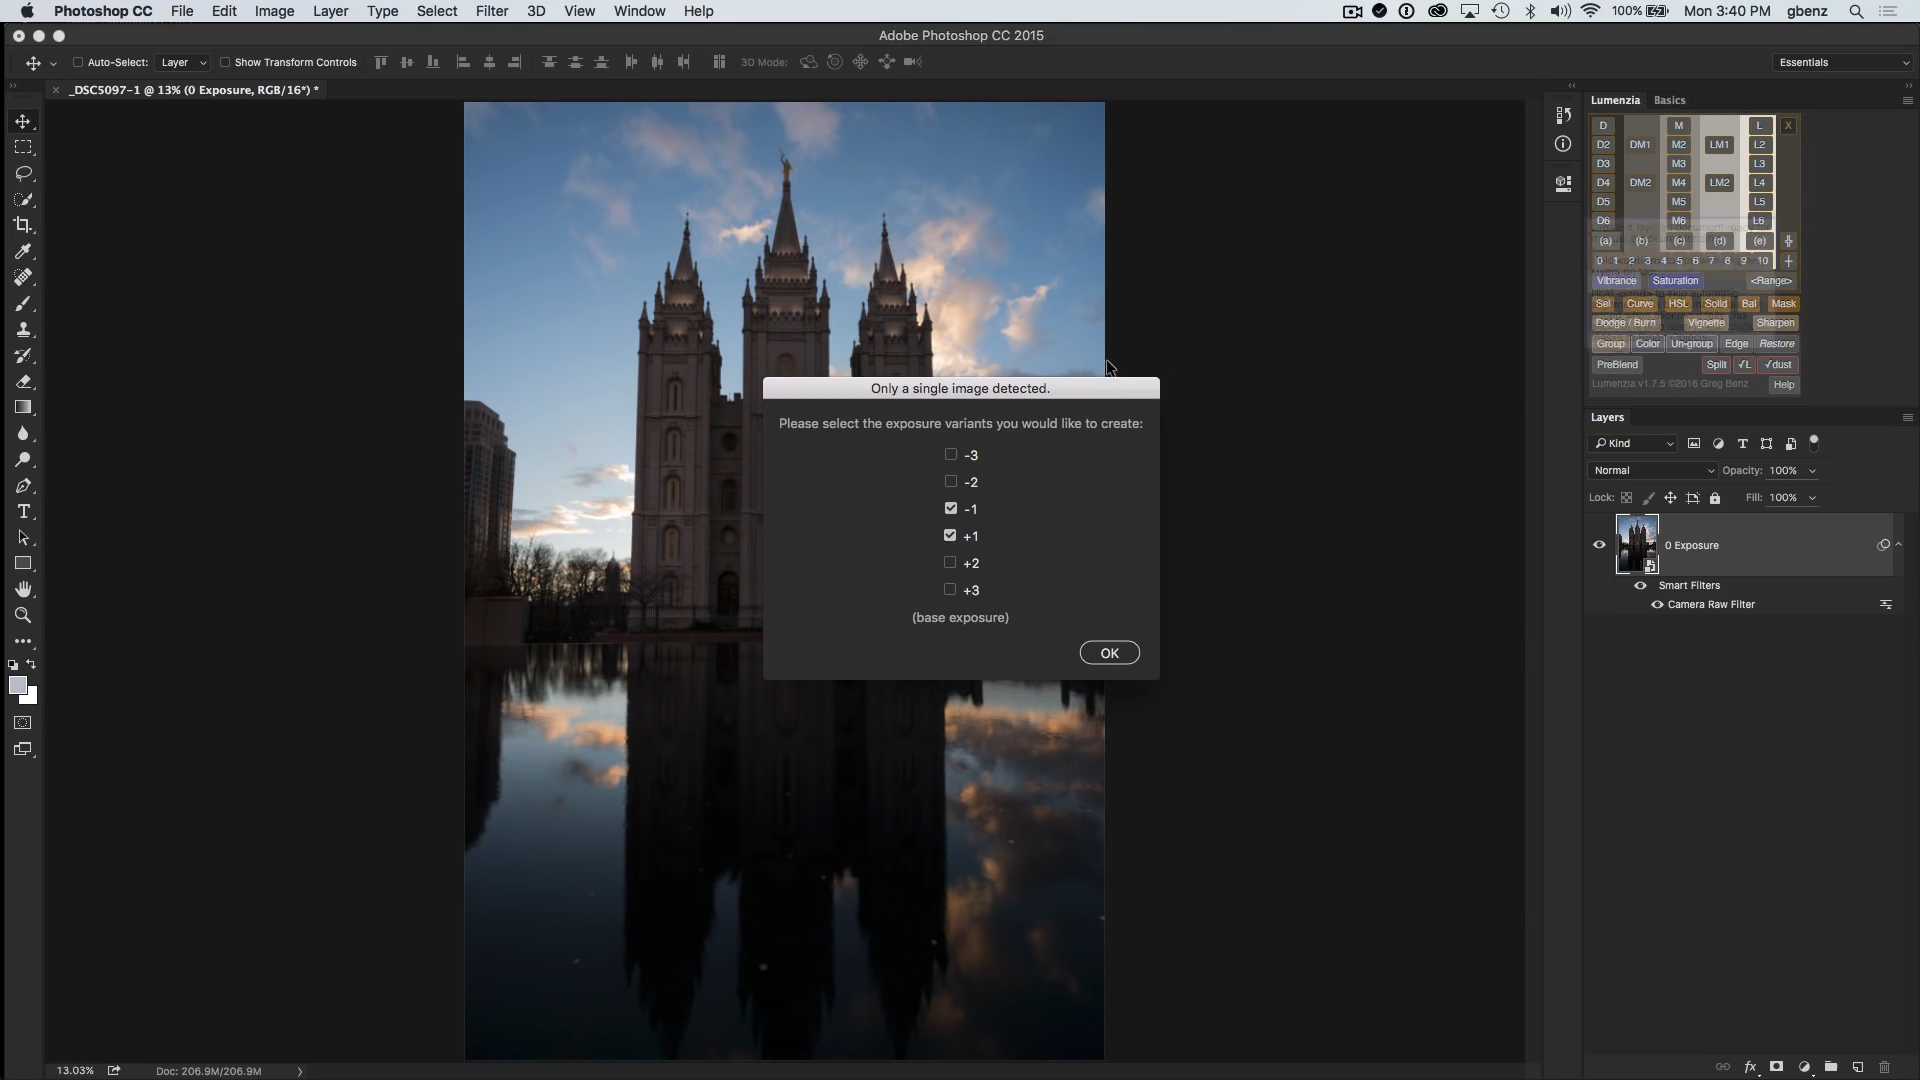 Photoshop CC File Edit Image Layer Type Select Filter 3D View Window Help 100% Mon 3:40 PM gbenz
Adobe Photoshop CC 2015
Auto-Select: Layer Show Transform Controls 3D Mode: Essentials
_DSC5097-1 @ 13% (0 Exposure, RGB/16*) *
Lumenzia Basics
D M L X
D2 DM1 M2 LM1 L2
D3 M3 L3
D4 DM2 M4 LM2 L4
D5 M5 L5
D6 M6 L6
(a) (b) (c) (d) (e)
0 1 2 3 4 5 6 7 8 9 10
Vibrance Saturation <Range>
Sel Curve HSL Solid Bal Mask
Dodge / Burn Vignette Sharpen
Group Color Un-group Edge Restore
PreBlend Split √L √dust
Lumenzia v1.7.5 ©2016 Greg Benz Help
Only a single image detected.
Please select the exposure variants you would like to create:
-3
-2
-1
+1
+2
+3
(base exposure)
OK
Layers
Kind
Normal Opacity: 100%
Lock: Fill: 100%
0 Exposure
Smart Filters
Camera Raw Filter
fx
13.03% Doc: 206.9M/206.9M